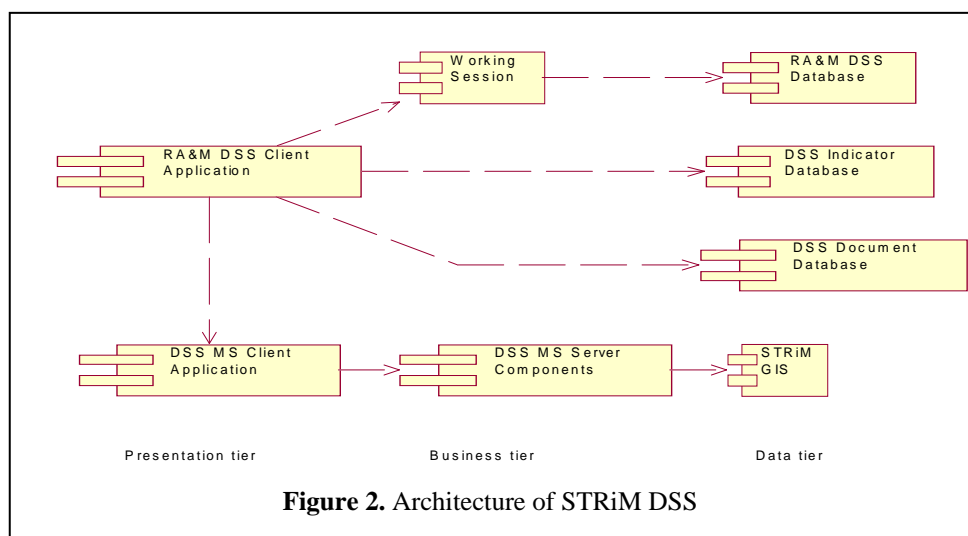 Working
Session
RA&M DSS
Database
RA&M DSS Client
Application
DSS Indicator
Database
DSS Document
Database
DSS MS Client
Application
DSS MS Server
Components
STRiM
GIS
Presentation tier
Business tier
Data tier
Figure 2. Architecture of STRiM DSS